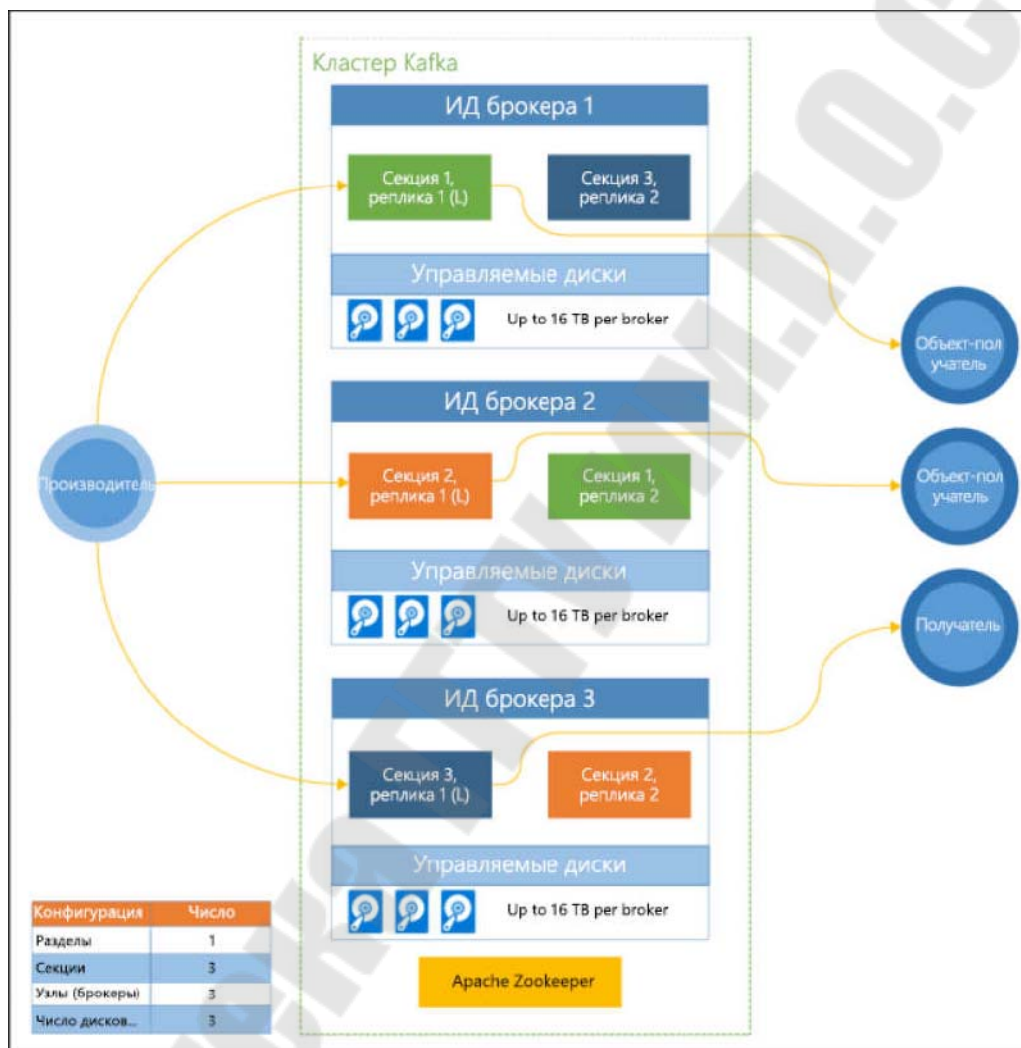 Кластер Kafka
ИД брокера 1
Секция 1,
реплика 1 (L)
Секция 3,
реплика 2
Управляемые диски
Up to 16 TB per broker
ИД брокера 2
Секция 2,
реплика 1 (L)
Секция 1,
реплика 2
Управляемые диски
Up to 16 TB per broker
ИД брокера 3
Секция 3,
реплика 1 (L)
Секция 2,
реплика 2
Управляемые диски
Up to 16 TB per broker
Apache Zookeeper
Производитель
Объект-пол
учатель
Объект-пол
учатель
Получатель
Конфигурация Число
Разделы 1
Секции 3
Узлы (брокеры) 3
Число дисков... 3